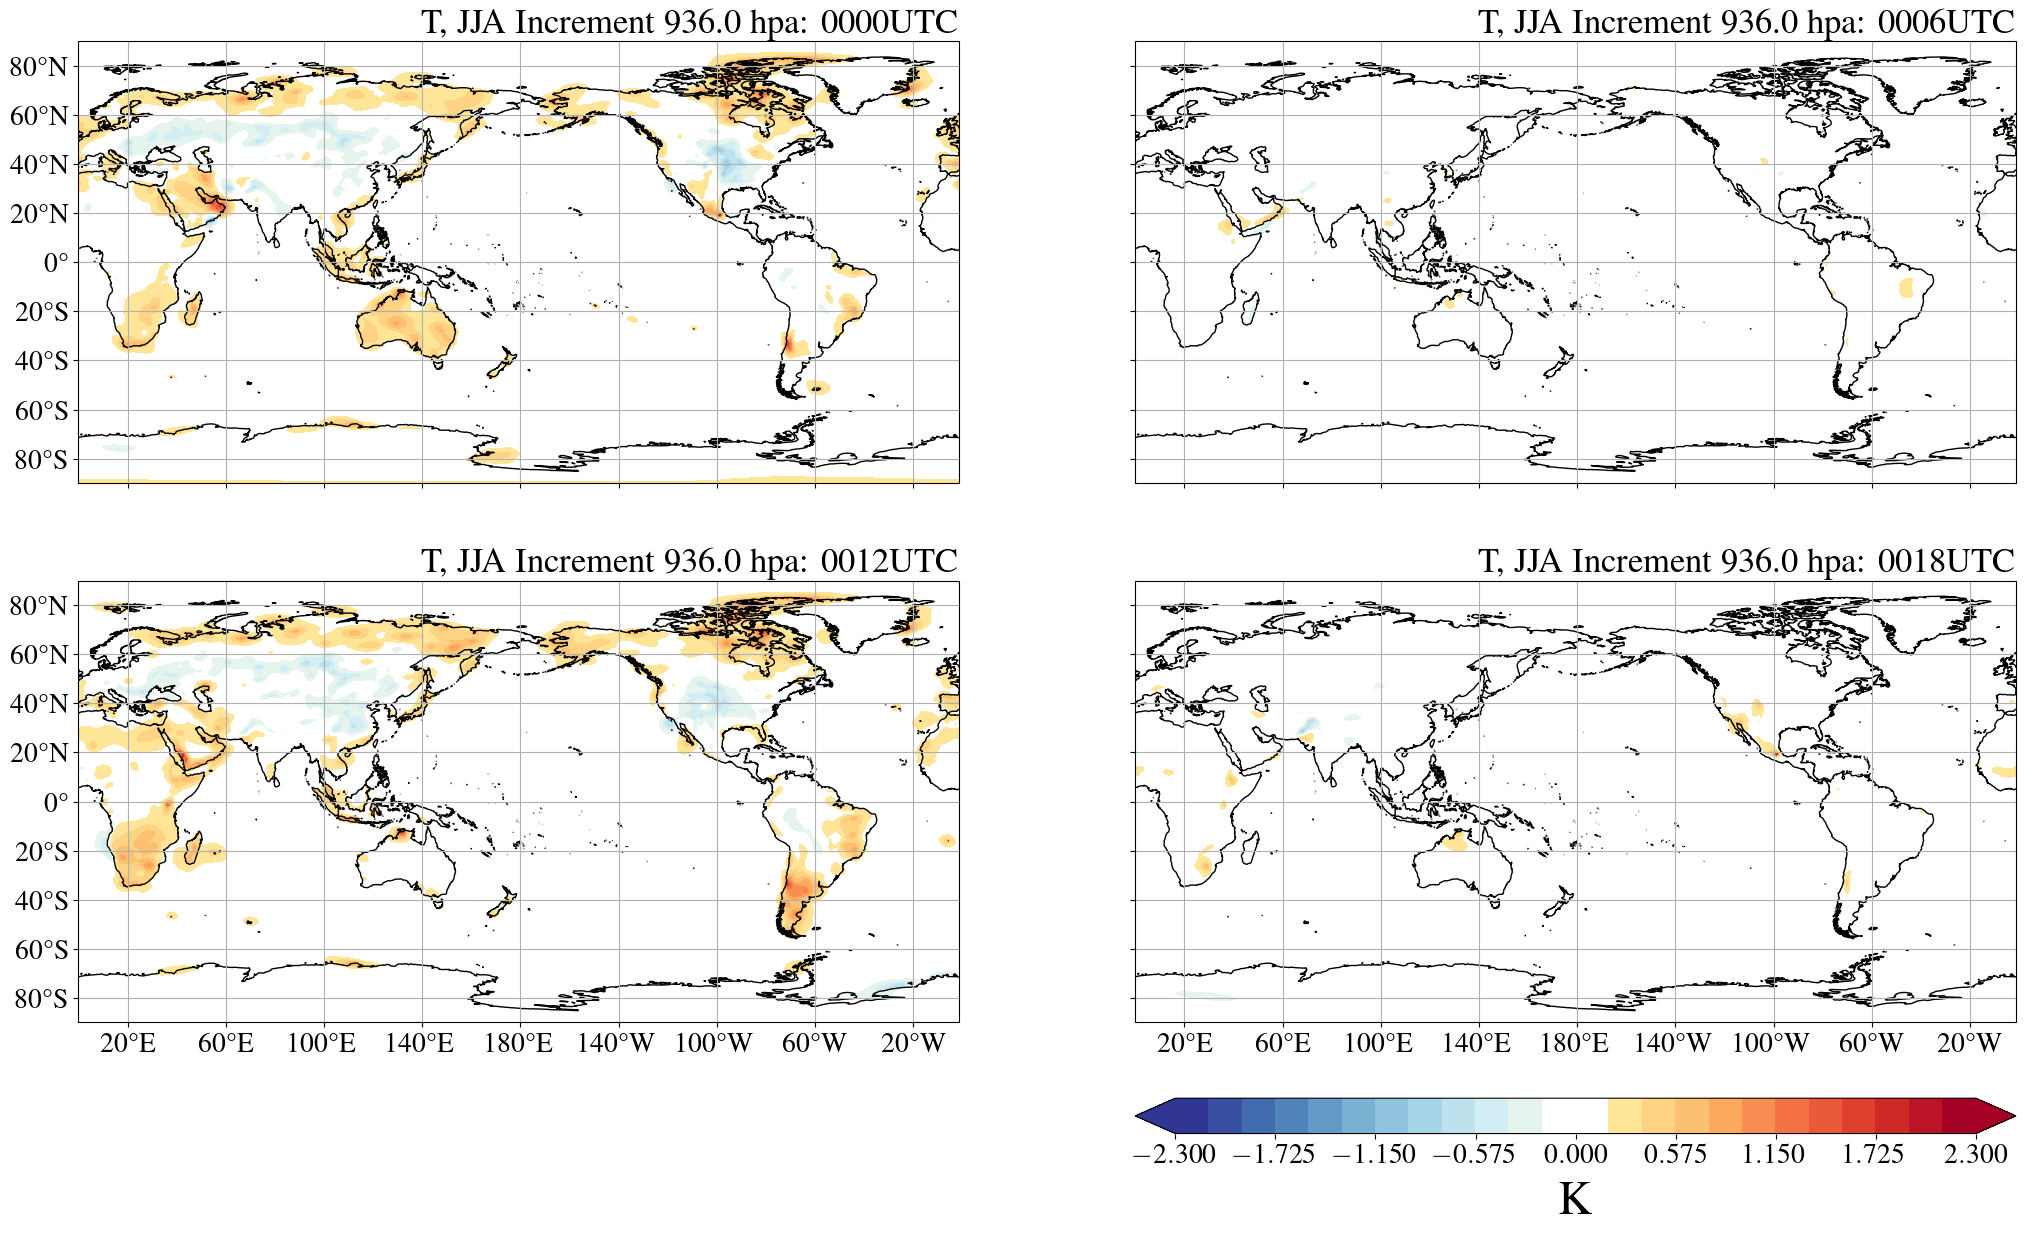 T, JJA Increment 936.0 hpa: 0000UTC
T, JJA Increment 936.0 hpa: 0006UTC
80°N
60°N
40°N
20°N
0°
20°S
40°S
60°S
80°S
T, JJA Increment 936.0 hpa: 0012UTC
T, JJA Increment 936.0 hpa: 0018UTC
80°N
60°N
40°N
20°N
0°
20°S
40°S
60°S
80°S
20°E 60°E 100°E 140°E 180°E 140°W 100°W 60°W 20°W
20°E 60°E 100°E 140°E 180°E 140°W 100°W 60°W 20°W
−2.300 −1.725 −1.150 −0.575 0.000 0.575 1.150 1.725 2.300
K